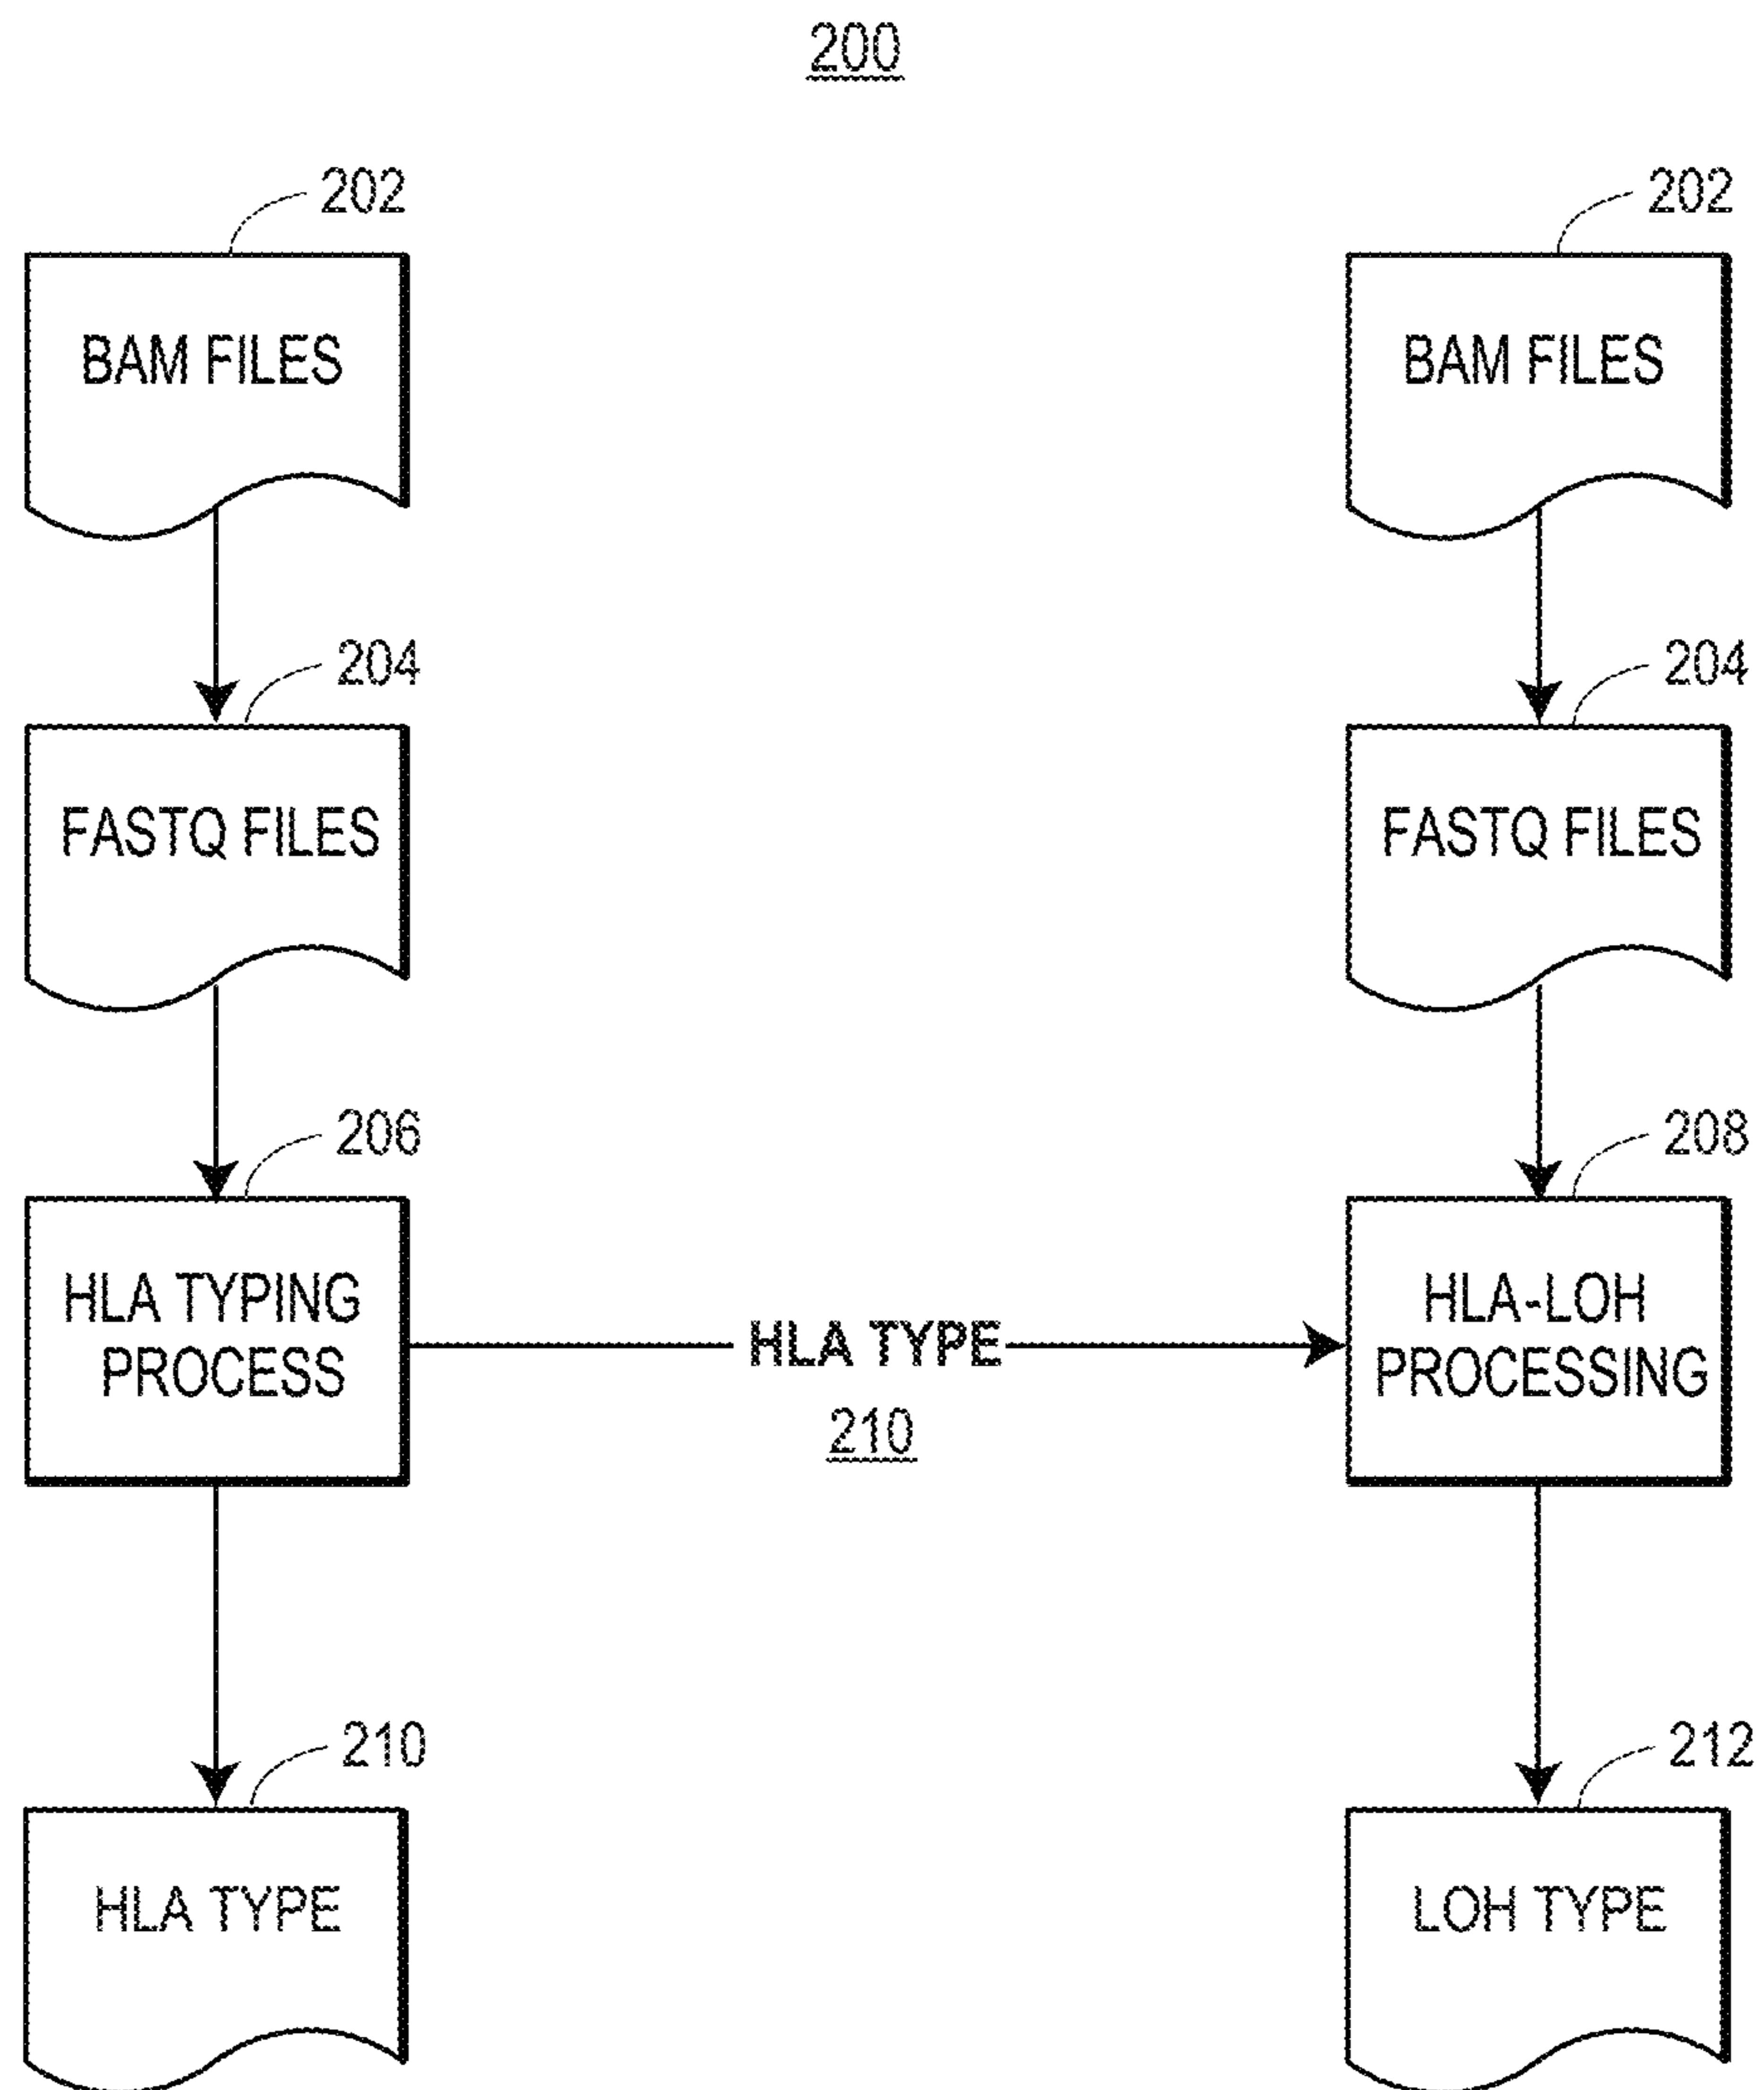 200
202
202
BAM FILES
BAM FILES
204
204
FASTQ FILES
FASTQ FILES
206
208
HLA TYPING
PROCESS
HLA TYPE
210
HLA-LOH
PROCESSING
210
212
HLA TYPE
LOH TYPE